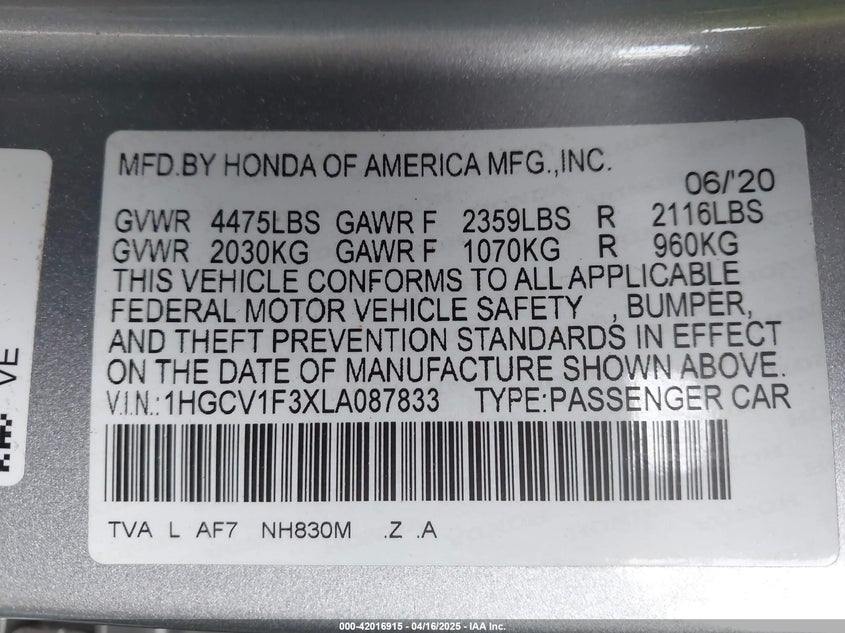 MFD.BY HONDA OF AMERICA MFG.,INC.
06/'20
GVWR 4475LBS GAWR F 2359LBS R 2116LBS
GVWR 2030KG GAWR F 1070KG R 960KG
THIS VEHICLE CONFORMS TO ALL APPLICABLE
FEDERAL MOTOR VEHICLE SAFETY , BUMPER,
AND THEFT PREVENTION STANDARDS IN EFFECT
ON THE DATE OF MANUFACTURE SHOWN ABOVE.
V.I.N.:1HGCV1F3XLA087833 TYPE:PASSENGER CAR
TVA L AF7 NH830M .Z .A
VE
000-42016915 - 04/16/2025 - IAA Inc.